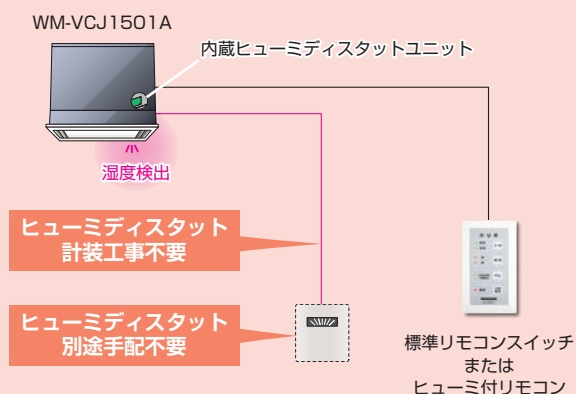 WM-VCJ1501A
内蔵ヒューミディスタットユニット
湿度検出
ヒューミディスタット
計装工事不要
ヒューミディスタット
別途手配不要
標準リモコンスイッチ
または
ヒューミ付リモコン